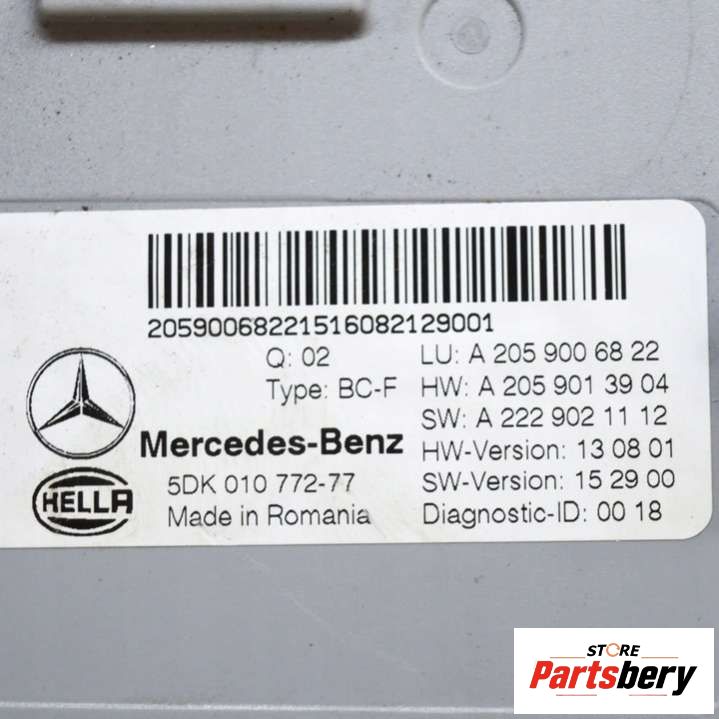 2059006822151608212​9001
Q: 02
LU: A 205 900 68 22
Type: BC-F
HW: A 205 901 39 04
SW: A 222 902 11 12
Mercedes-Benz
HW-Version: 13 08 01
HELLA
5DK 010 772-77
SW-Version: 15 29 00
Made in Romania
Diagnostic-ID: 00 18
STORE
Partsbery